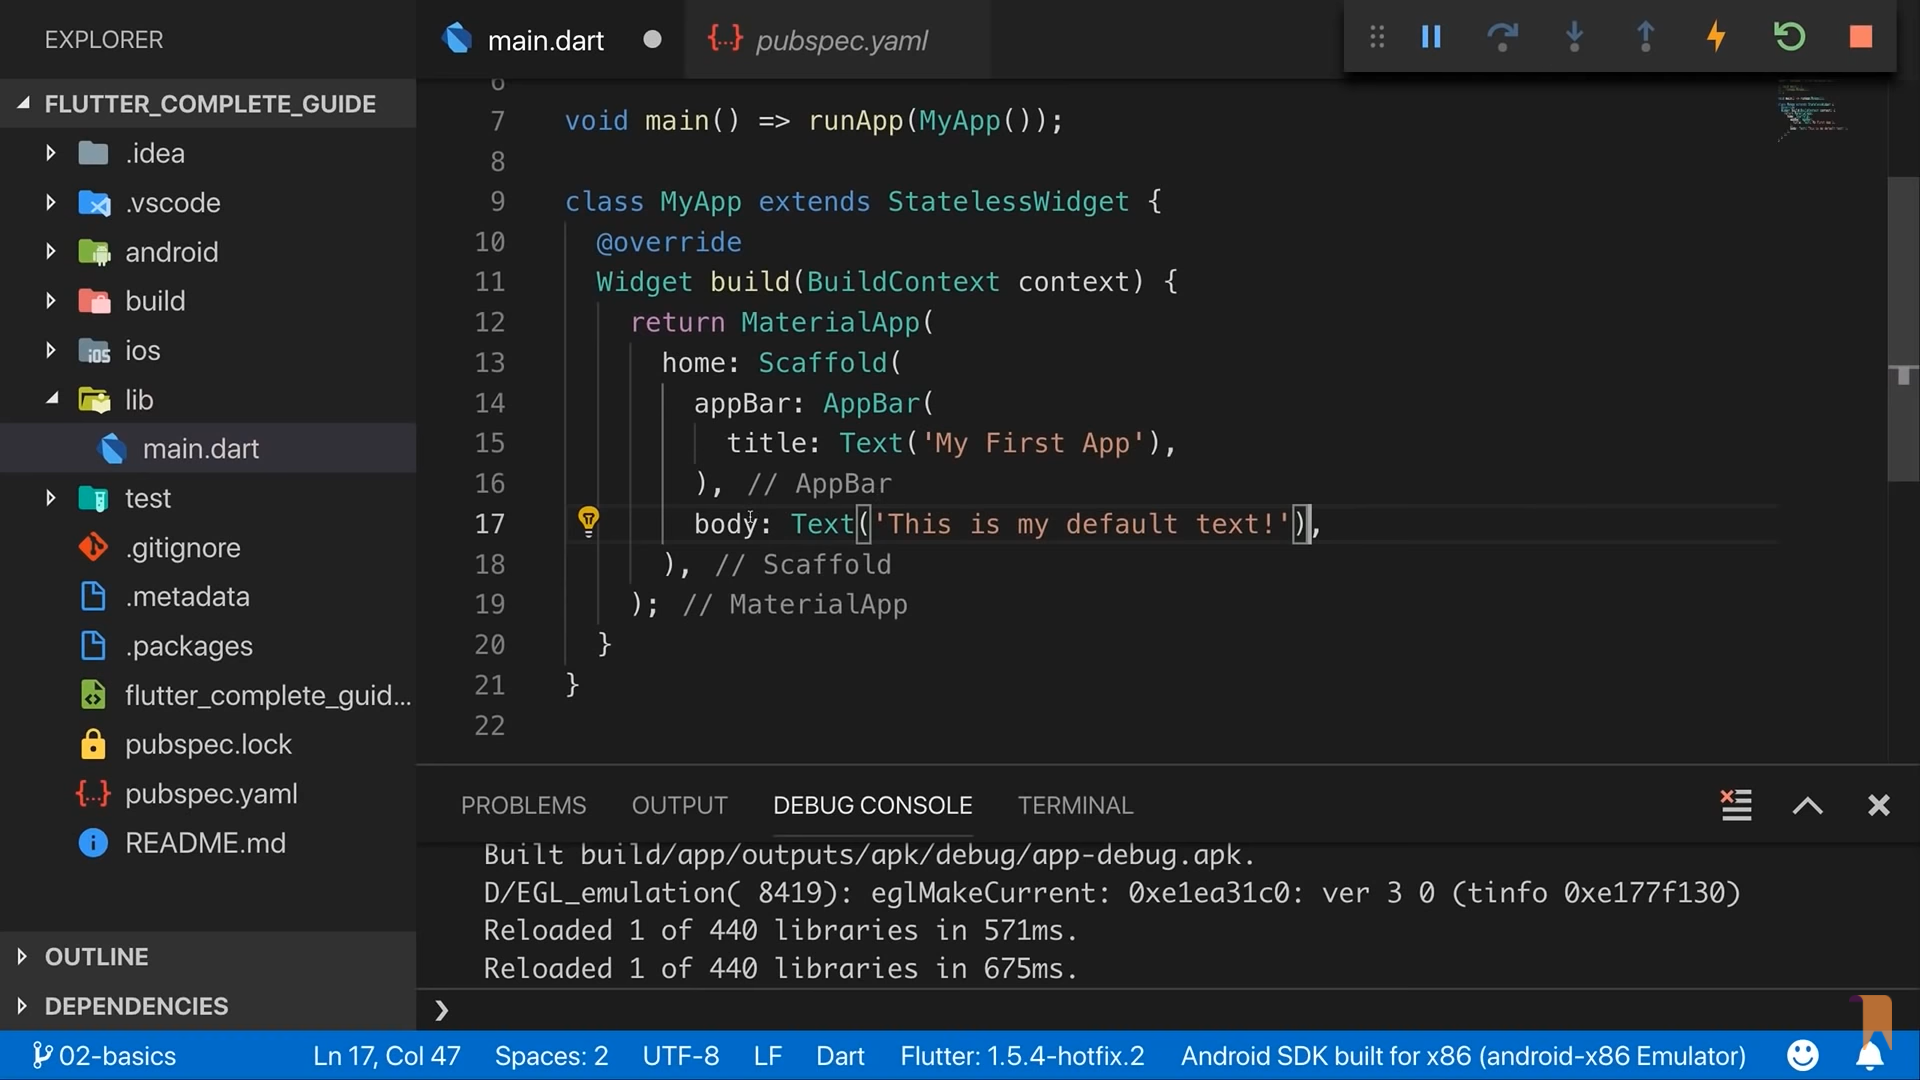 EXPLORER
FLUTTER_COMPLETE_GUIDE
.idea
.vscode
android
build
ios
lib
main.dart
test
.gitignore
.metadata
.packages
flutter_complete_guid...
pubspec.lock
pubspec.yaml
README.md
OUTLINE
DEPENDENCIES
main.dart
pubspec.yaml
6
7 void main() => runApp(MyApp());
8
9 class MyApp extends StatelessWidget {
10 @override
11 Widget build(BuildContext context) {
12 return MaterialApp(
13 home: Scaffold(
14 appBar: AppBar(
15 title: Text('My First App'),
16 ), // AppBar
17 body: Text('This is my default text!'),
18 ), // Scaffold
19 ); // MaterialApp
20 }
21 }
22
PROBLEMS OUTPUT DEBUG CONSOLE TERMINAL
Built build/app/outputs/apk/debug/app-debug.apk.
D/EGL_emulation( 8419): eglMakeCurrent: 0xe1ea31c0: ver 3 0 (tinfo 0xe177f130)
Reloaded 1 of 440 libraries in 571ms.
Reloaded 1 of 440 libraries in 675ms.
02-basics Ln 17, Col 47 Spaces: 2 UTF-8 LF Dart Flutter: 1.5.4-hotfix.2 Android SDK built for x86 (android-x86 Emulator)